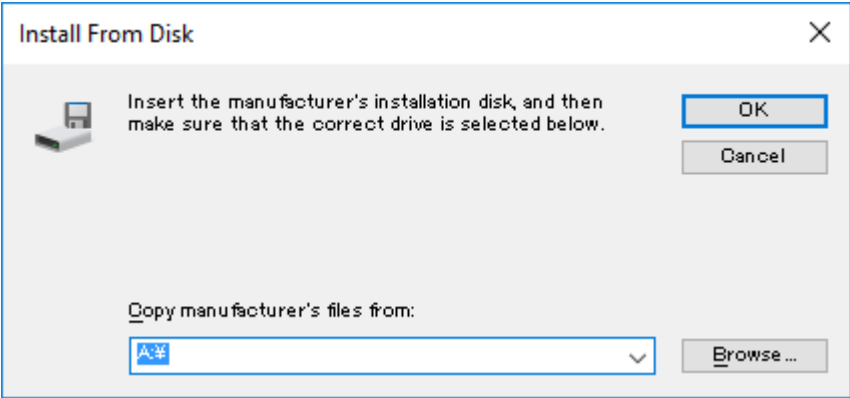 Install From Disk
Insert the manufacturer's installation disk, and then
make sure that the correct drive is selected below.
OK
Cancel
Copy manufacturer's files from:
A:¥
Browse...